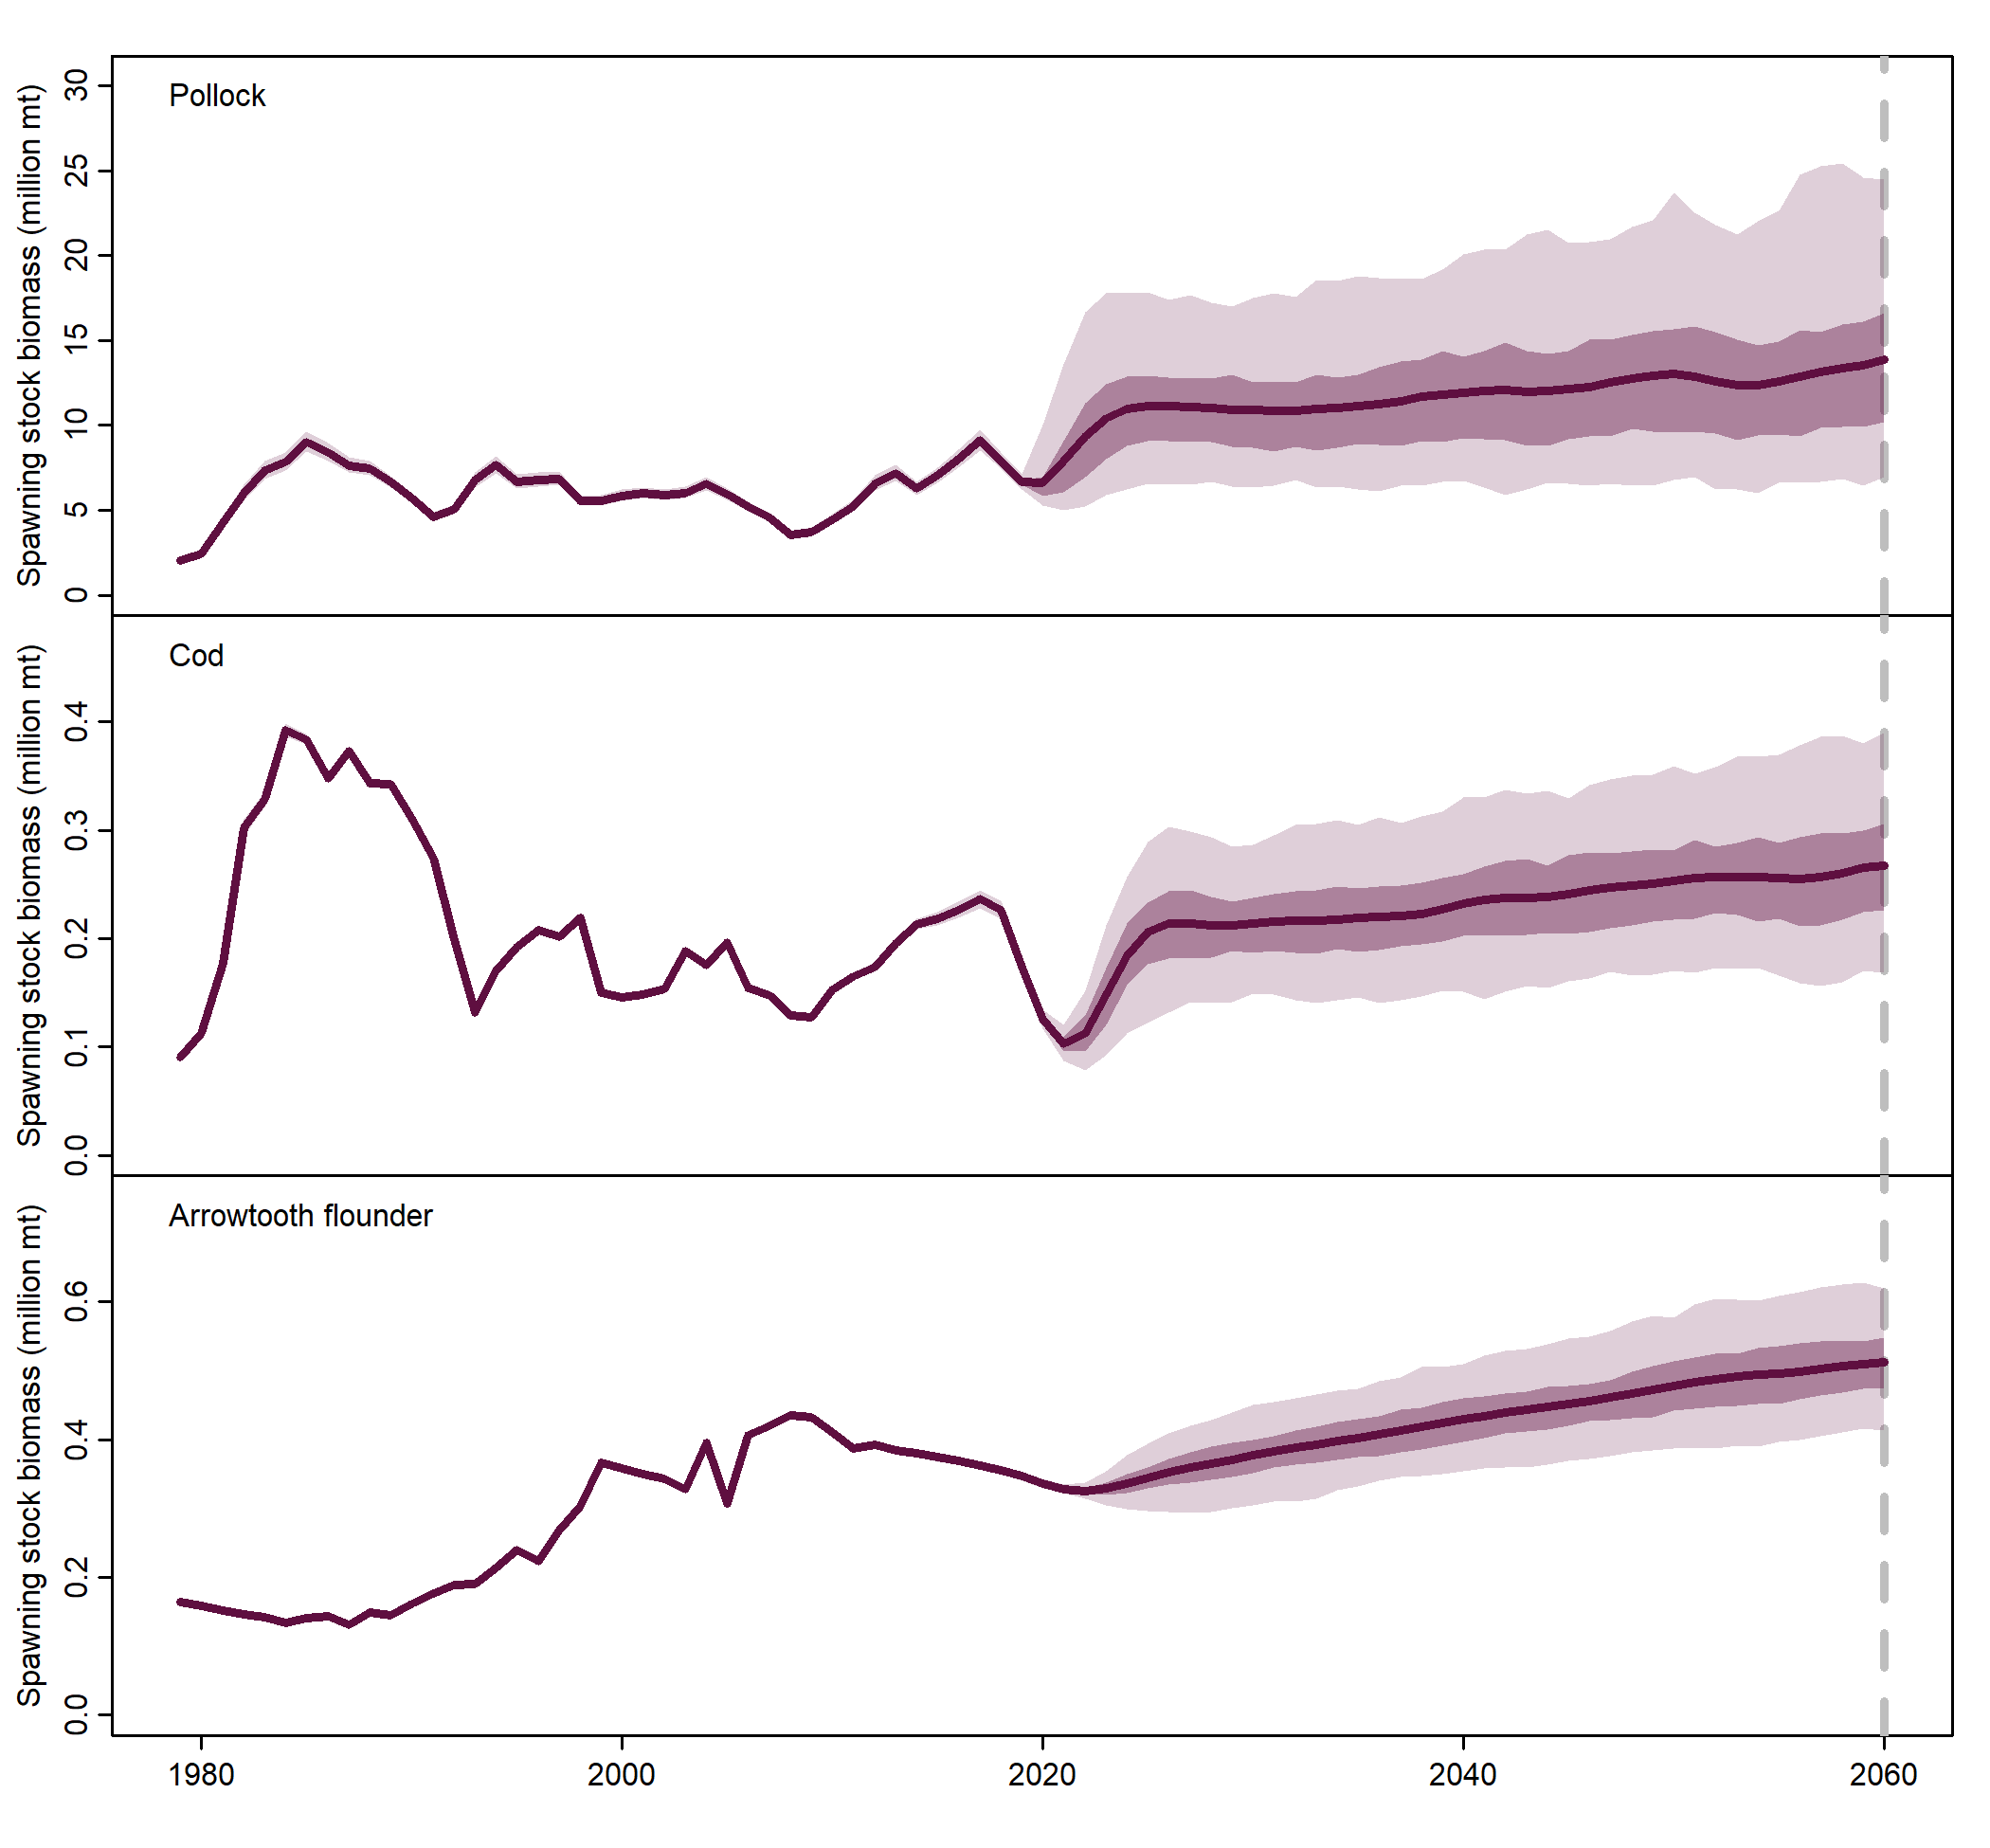 Pollock
Spawning stock biomass (million mt)
30
25
20
15
10
5
0
Cod
Spawning stock biomass (million mt)
0.4
0.3
0.2
0.1
0.0
Arrowtooth flounder
Spawning stock biomass (million mt)
0.6
0.4
0.2
0.0
1980 2000 2020 2040 2060